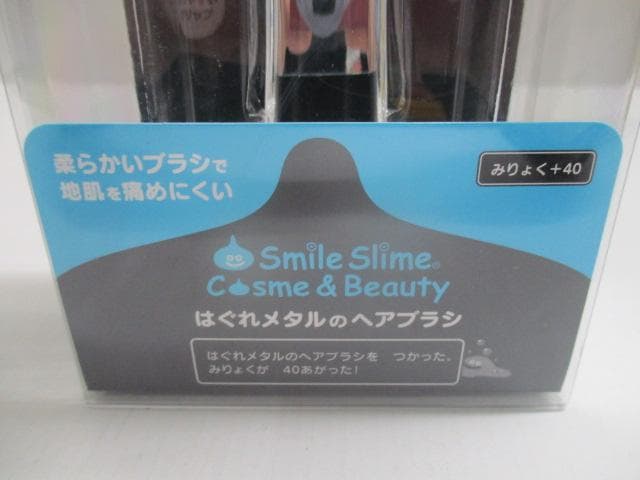 柔らかいブラシで
地肌を痛めにくい
みりょく+40
Smile Slime®
Cosme & Beauty
はぐれメタルのヘアブラシ
はぐれメタルのヘアブラシを つかった。
みりょくが 40あがった!